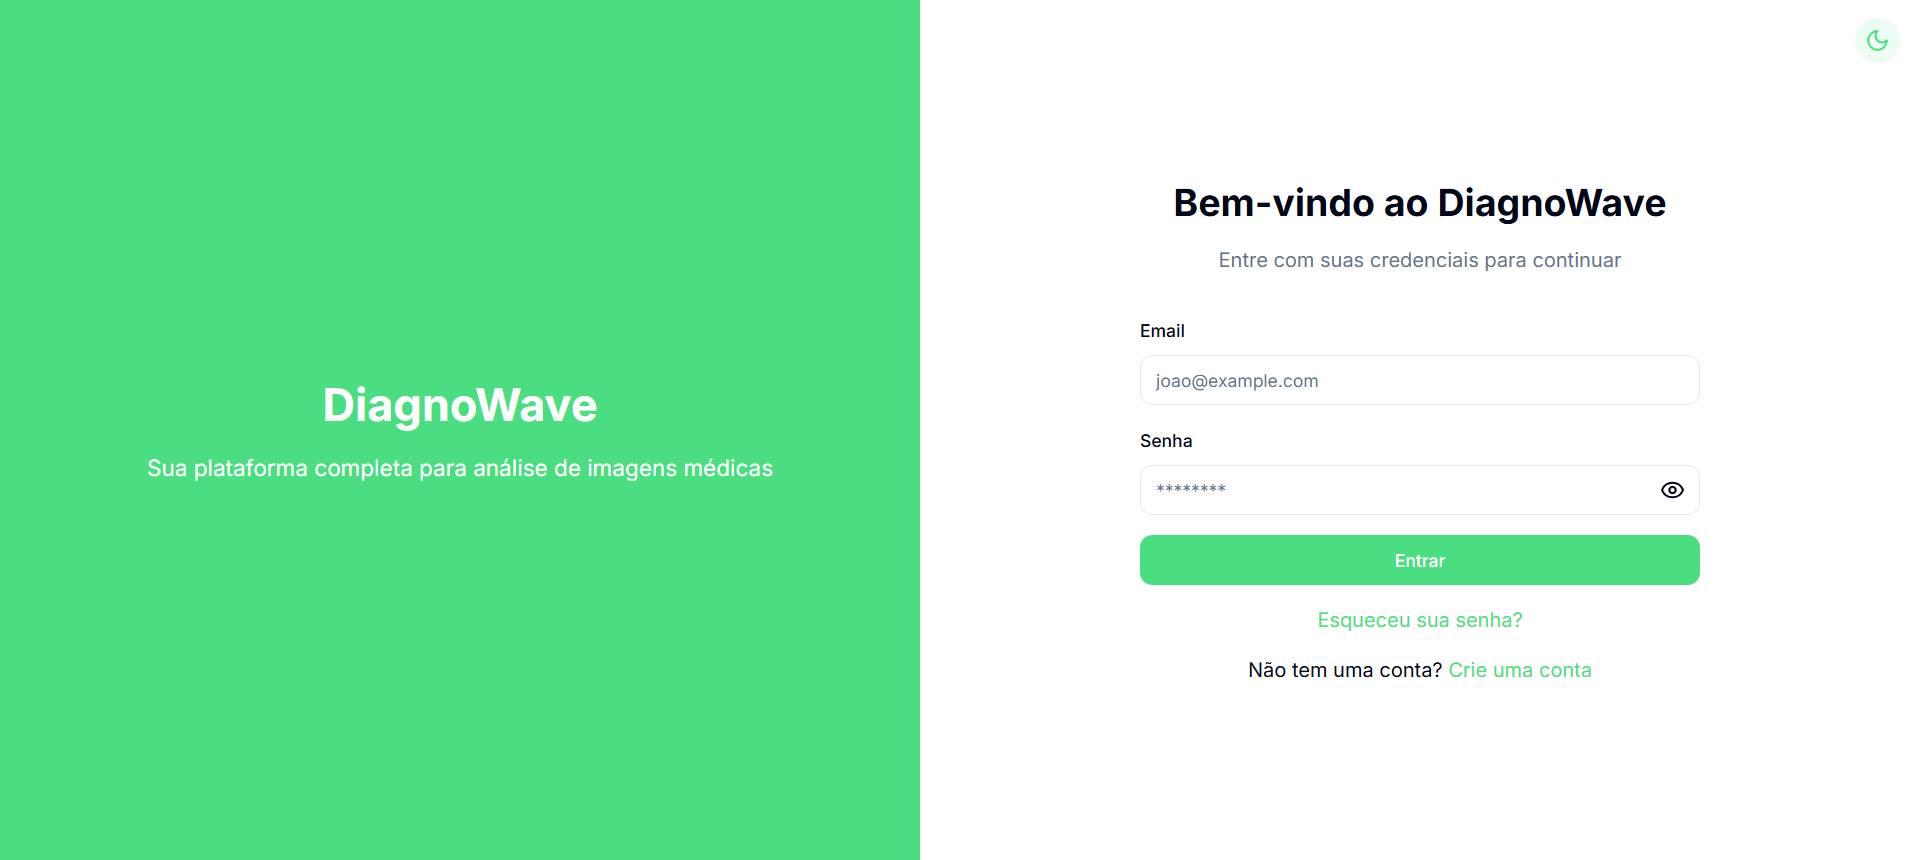 DiagnoWave
Sua plataforma completa para análise de imagens médicas
Bem-vindo ao DiagnoWave
Entre com suas credenciais para continuar
Email
joao@example.com
Senha
********
Entrar
Esqueceu sua senha?
Não tem uma conta? Crie uma conta